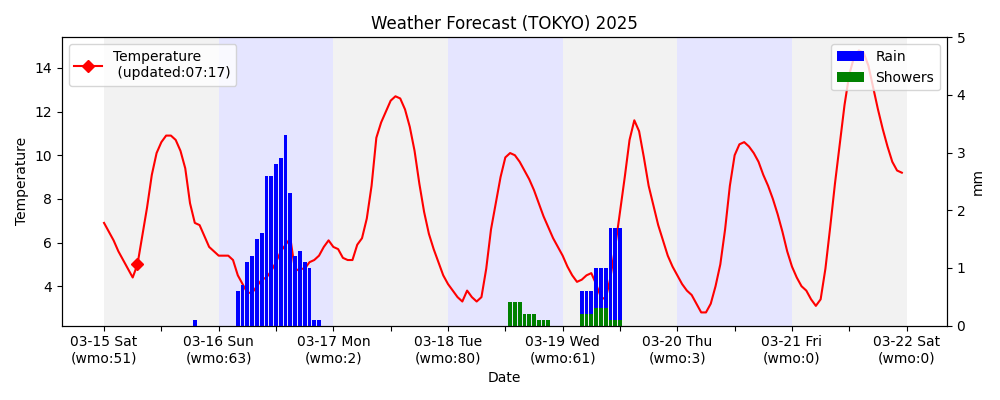 Weather Forecast (TOKYO) 2025
Temperature
(updated:07:17)
Rain
Showers
Temperature
14
12
10
8
6
4
5
4
3
2
1
0
mm
03-15 Sat
(wmo:51)
03-16 Sun
(wmo:63)
03-17 Mon
(wmo:2)
03-18 Tue
(wmo:80)
03-19 Wed
(wmo:61)
03-20 Thu
(wmo:3)
03-21 Fri
(wmo:0)
03-22 Sat
(wmo:0)
Date